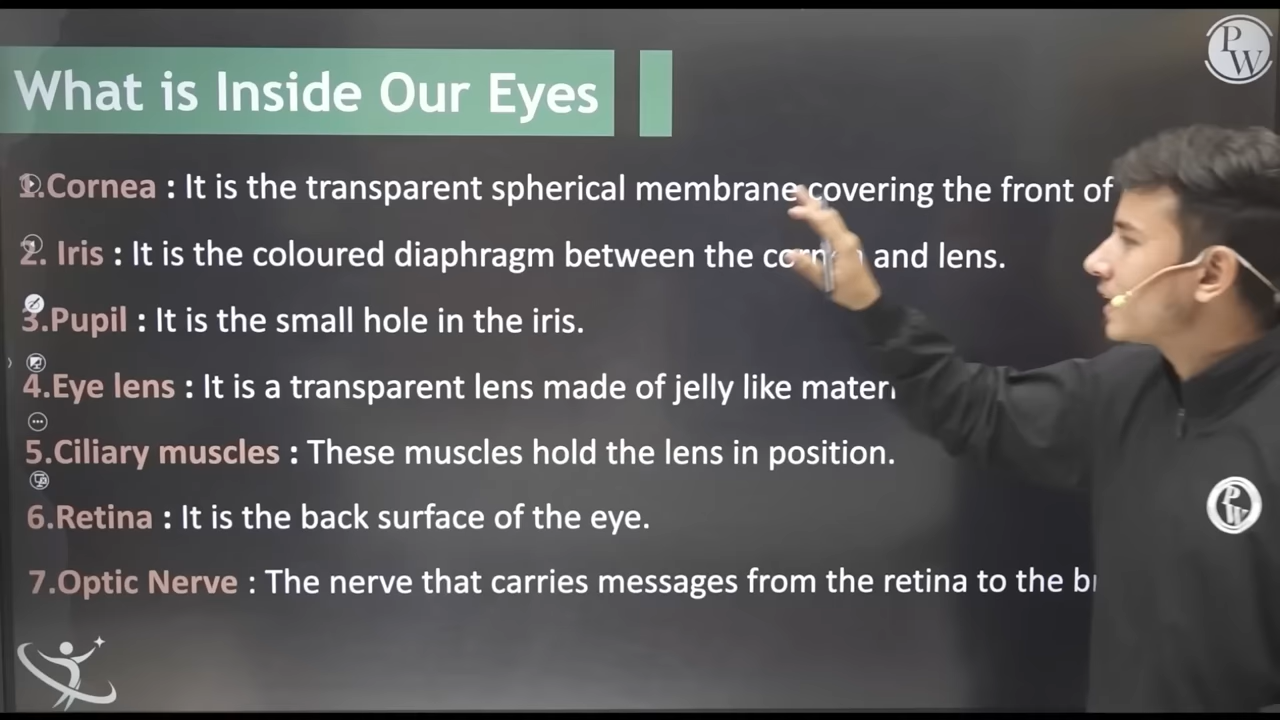 What is Inside Our Eyes
P
W
1.Cornea : It is the transparent spherical membrane covering the front of
2. Iris : It is the coloured diaphragm between the and lens.
3.Pupil : It is the small hole in the iris.
4.Eye lens : It is a transparent lens made of jelly like
5.Ciliary muscles : These muscles hold the lens in position.
6.Retina : It is the back surface of the eye.
7.Optic Nerve : The nerve that carries messages from the retina to the
P
W